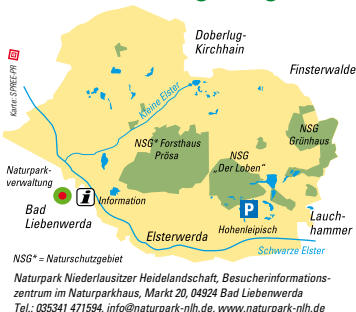 Doberlug-
Kirchhain
Finsterwalde
Karte: SPREE-PR
Kleine Elster
NSG* Forsthaus
Prösa
NSG
„Der Loben“
NSG
Grünhaus
Naturpark-
verwaltung
i
Information
Bad
Liebenwerda
P
Hohenleipisch
Lauch-
hammer
Elsterwerda
Schwarze Elster
NSG* = Naturschutzgebiet
Naturpark Niederlausitzer Heidelandschaft, Besucherinformations-
zentrum im Naturparkhaus, Markt 20, 04924 Bad Liebenwerda
Tel.: 035341 471594, info@naturpark-nlh.de, www.naturpark-nlh.de